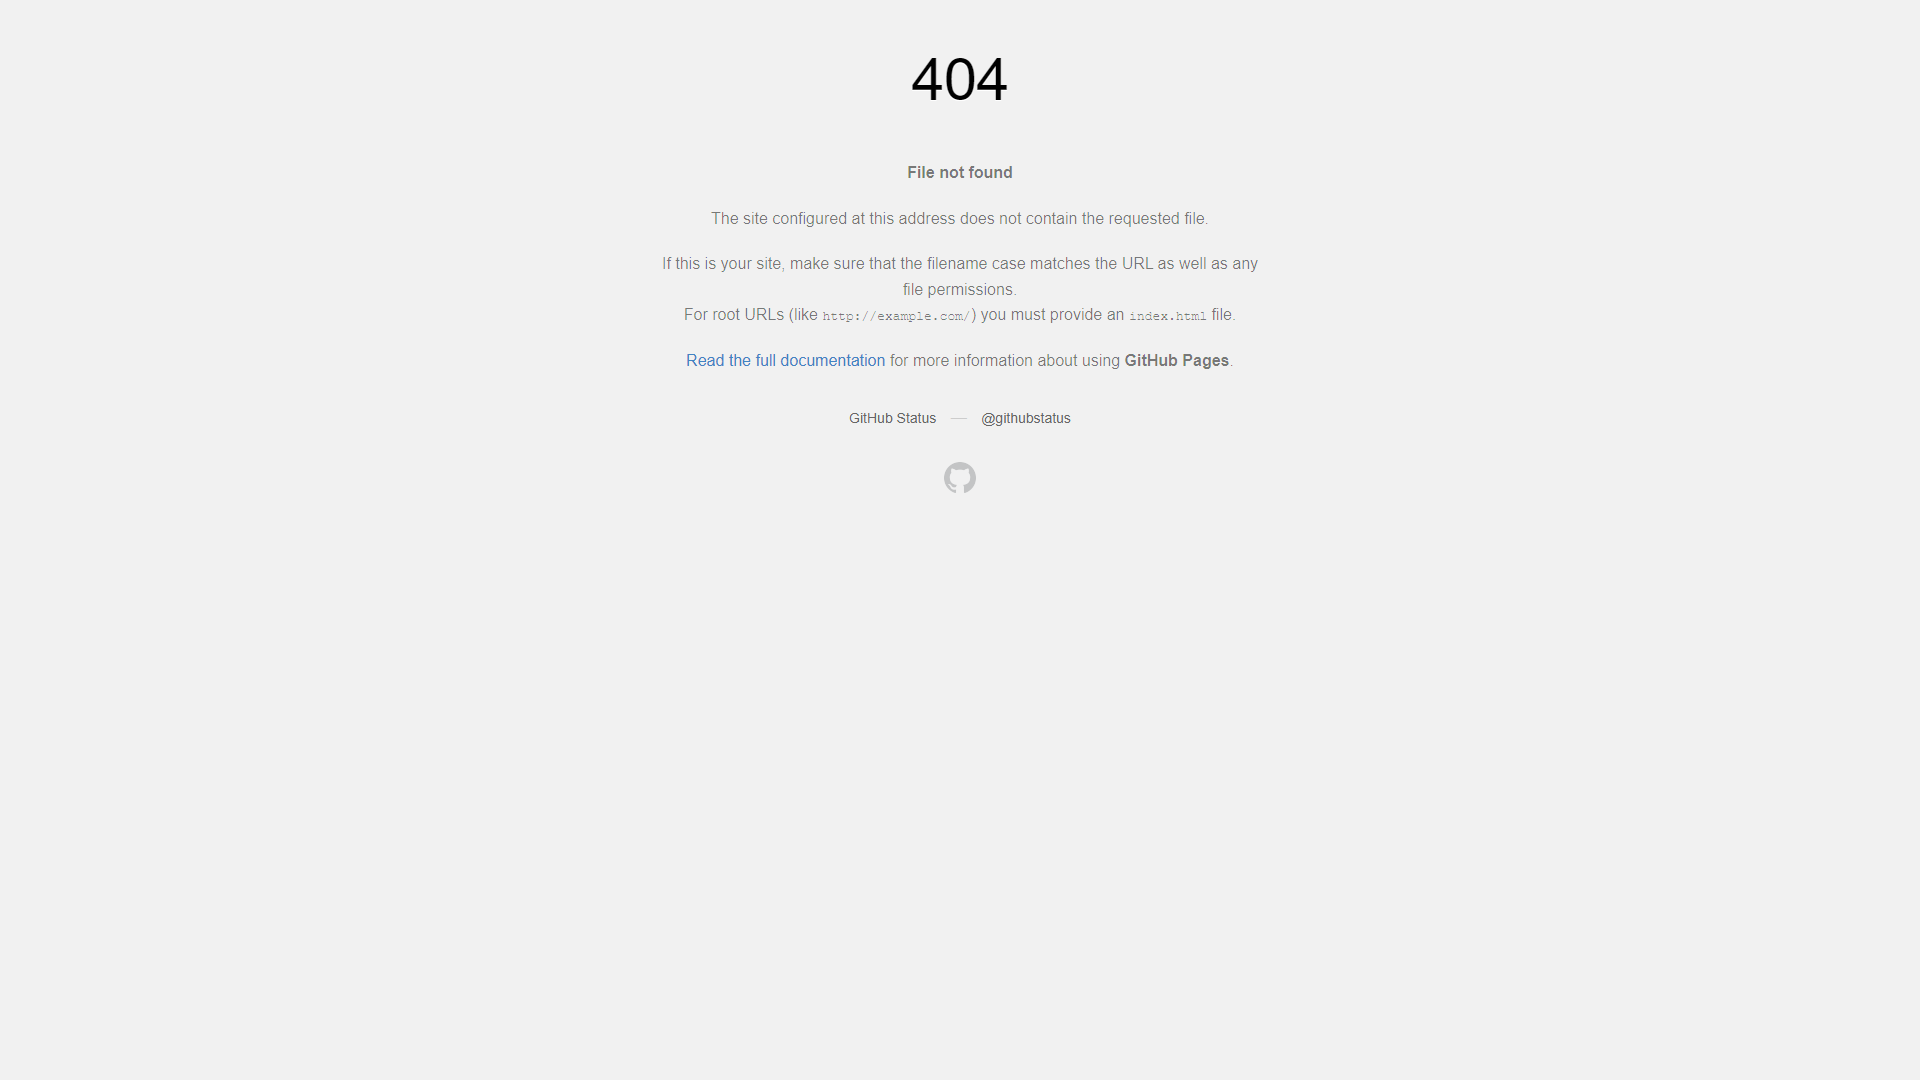 404
File not found
The site configured at this address does not contain the requested file.
If this is your site, make sure that the filename case matches the URL as well as any
file permissions.
For root URLs (like http://example.com/) you must provide an index.html file.
Read the full documentation for more information about using GitHub Pages.
GitHub Status — @githubstatus